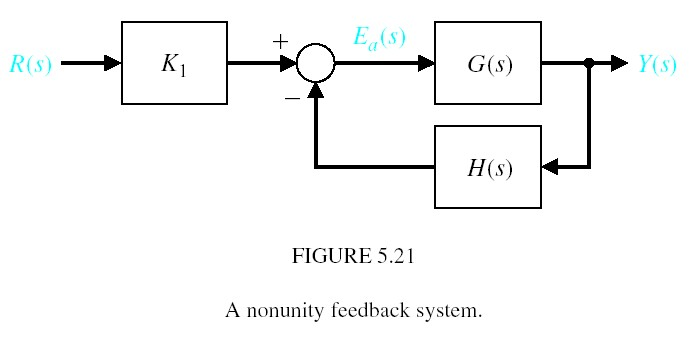 R(s) K₁ + − Eₐ(s) G(s) Y(s)
H(s)
FIGURE 5.21
A nonunity feedback system.